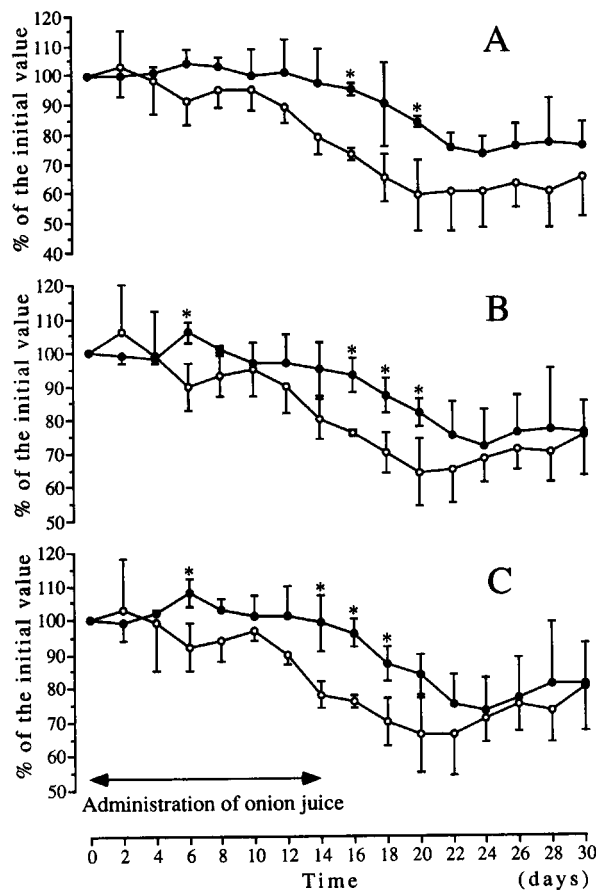 A
% of the initial value
120
110
100
90
80
70
60
50
40
* *
B
% of the initial value
120
110
100
90
80
70
60
50
* * * *
C
% of the initial value
120
110
100
90
80
70
60
50
* * * *
Administration of onion juice
0 2 4 6 8 10 12 14 16 18 20 22 24 26 28 30
Time (days)